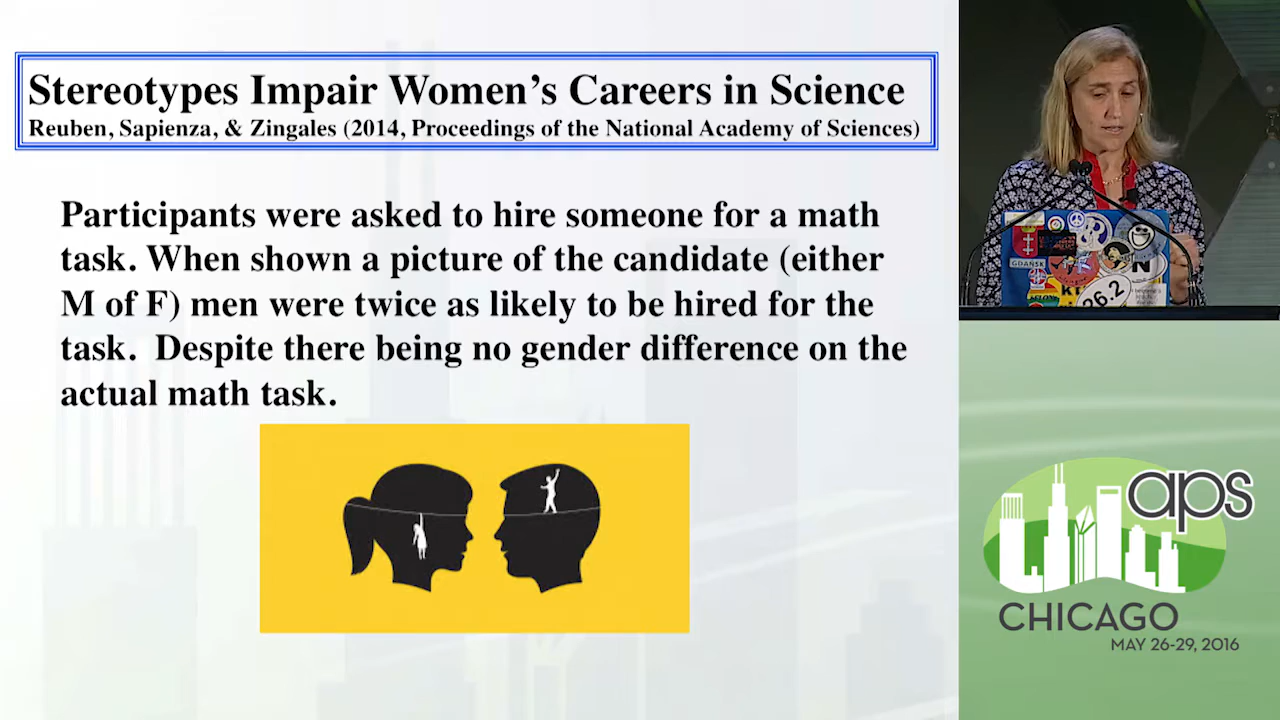 Stereotypes Impair Women's Careers in Science
Reuben, Sapienza, & Zingales (2014, Proceedings of the National Academy of Sciences)
Participants were asked to hire someone for a math
task. When shown a picture of the candidate (either
M of F) men were twice as likely to be hired for the
task. Despite there being no gender difference on the
actual math task.
GDAŃSK
26.2
aps
CHICAGO
MAY 26-29, 2016